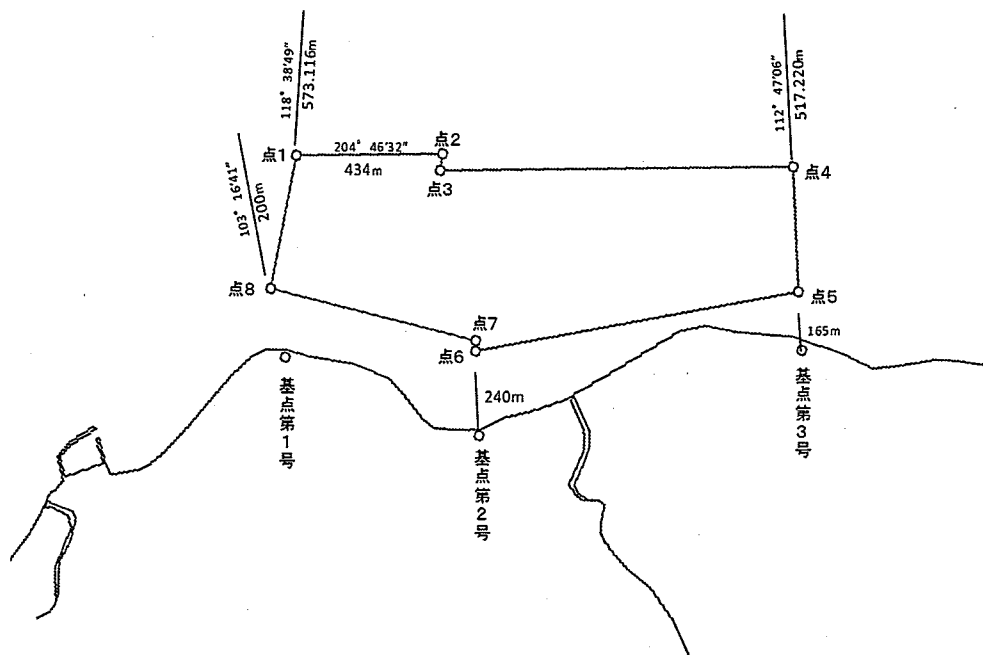 118° 38′49″
573.116m
112° 47′06″
517.220m
点1
204° 46′32″
434m
点2
点3
点4
103° 16′41″
200m
点8
点5
点7
点6
165m
240m
基点第1号
基点第2号
基点第3号